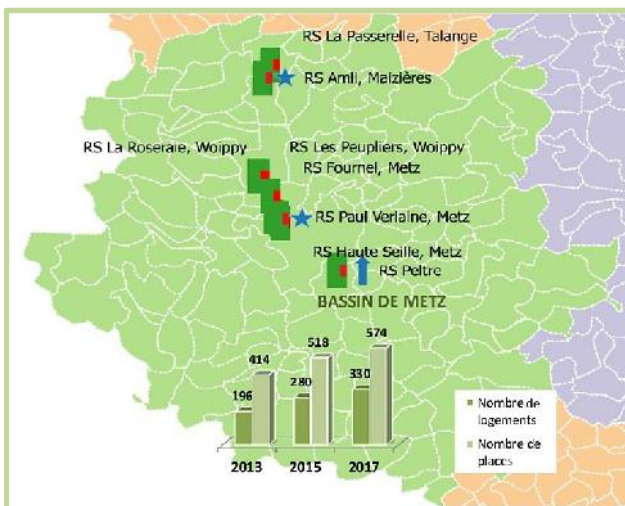 RS La Passerelle, Talange
RS Amli, Maizières
RS La Roseraie, Woippy
RS Les Peupliers, Woippy
RS Fournel, Metz
RS Paul Verlaine, Metz
RS Haute Seille, Metz
RS Peltre
BASSIN DE METZ
574
518
414
330
280
196
Nombre de
logements
Nombre de
places
2013
2015
2017